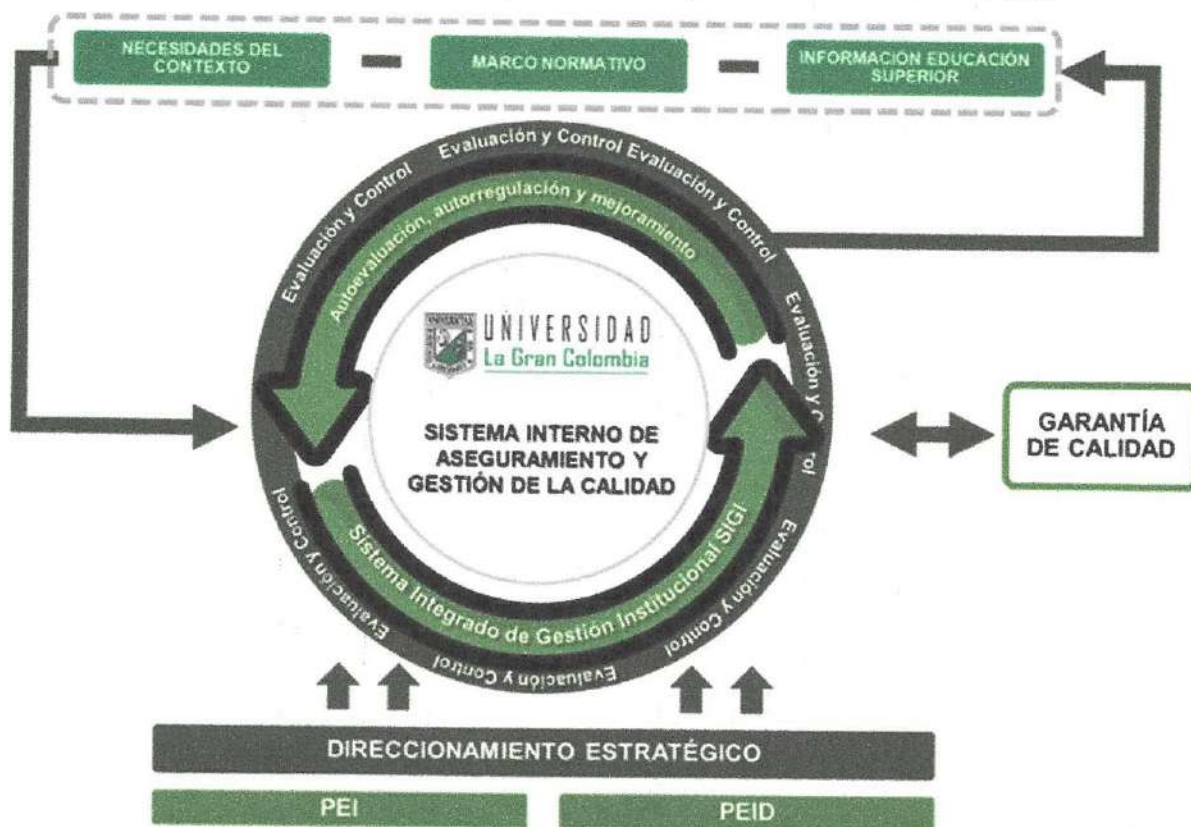 NECESIDADES DEL
CONTEXTO
MARCO NORMATIVO
INFORMACION EDUCACIÓN
SUPERIOR
Evaluación y Control
Evaluación y Control
Evaluación y Control
Evaluación y Control
Evaluación y Control
Evaluación y Control
Evaluación y Control
Evaluación y Control
Autoevaluación, autorregulación y mejoramiento
UNIVERSIDAD
La Gran Colombia
SISTEMA INTERNO DE
ASEGURAMIENTO Y
GESTIÓN DE LA CALIDAD
Sistema Integrado de Gestión Institucional SIGI
GARANTÍA
DE CALIDAD
DIRECCIONAMIENTO ESTRATÉGICO
PEI
PEID